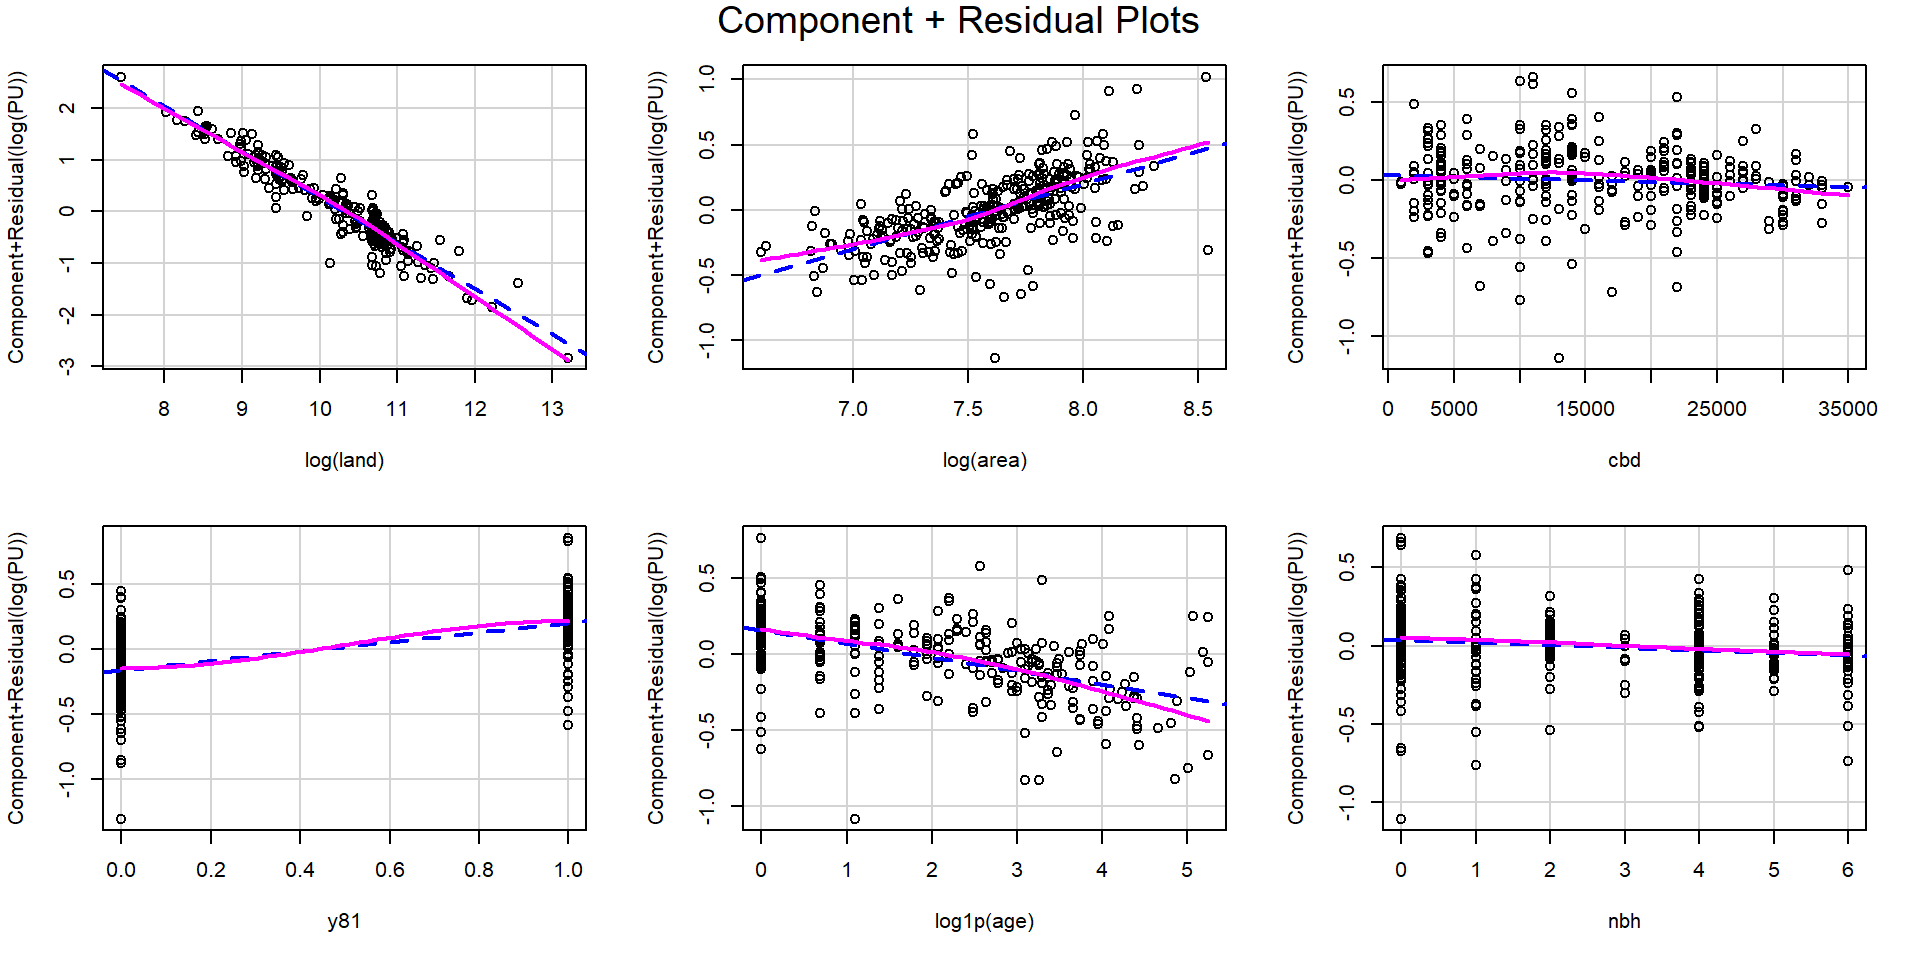 Component + Residual Plots
Component+Residual(log(PU))
2
1
0
-1
-2
-3
8 9 10 11 12 13
log(land)
Component+Residual(log(PU))
1.0
0.5
0.0
-0.5
-1.0
7.0 7.5 8.0 8.5
log(area)
Component+Residual(log(PU))
0.5
0.0
-0.5
-1.0
0 5000 15000 25000 35000
cbd
Component+Residual(log(PU))
0.5
0.0
-0.5
-1.0
0.0 0.2 0.4 0.6 0.8 1.0
y81
Component+Residual(log(PU))
0.5
0.0
-0.5
-1.0
0 1 2 3 4 5
log1p(age)
Component+Residual(log(PU))
0.5
0.0
-0.5
-1.0
0 1 2 3 4 5 6
nbh